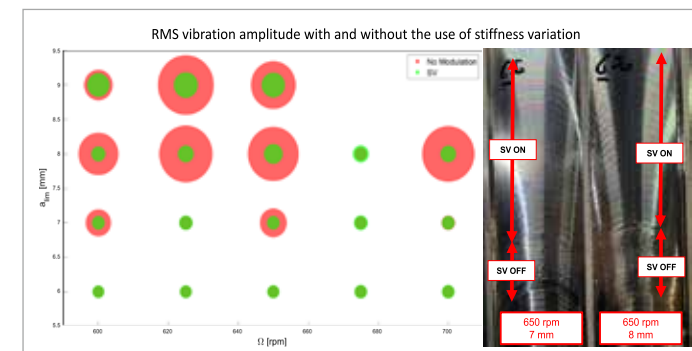 RMS vibration amplitude with and without the use of stiffness variation
9.5
9
8.5
8
7.5
7
6.5
6
5.5
a_lim [mm]
600
620
640
660
680
700
Ω [rpm]
No Modulation
SV
SV ON
SV OFF
650 rpm
7 mm
SV ON
SV OFF
650 rpm
8 mm